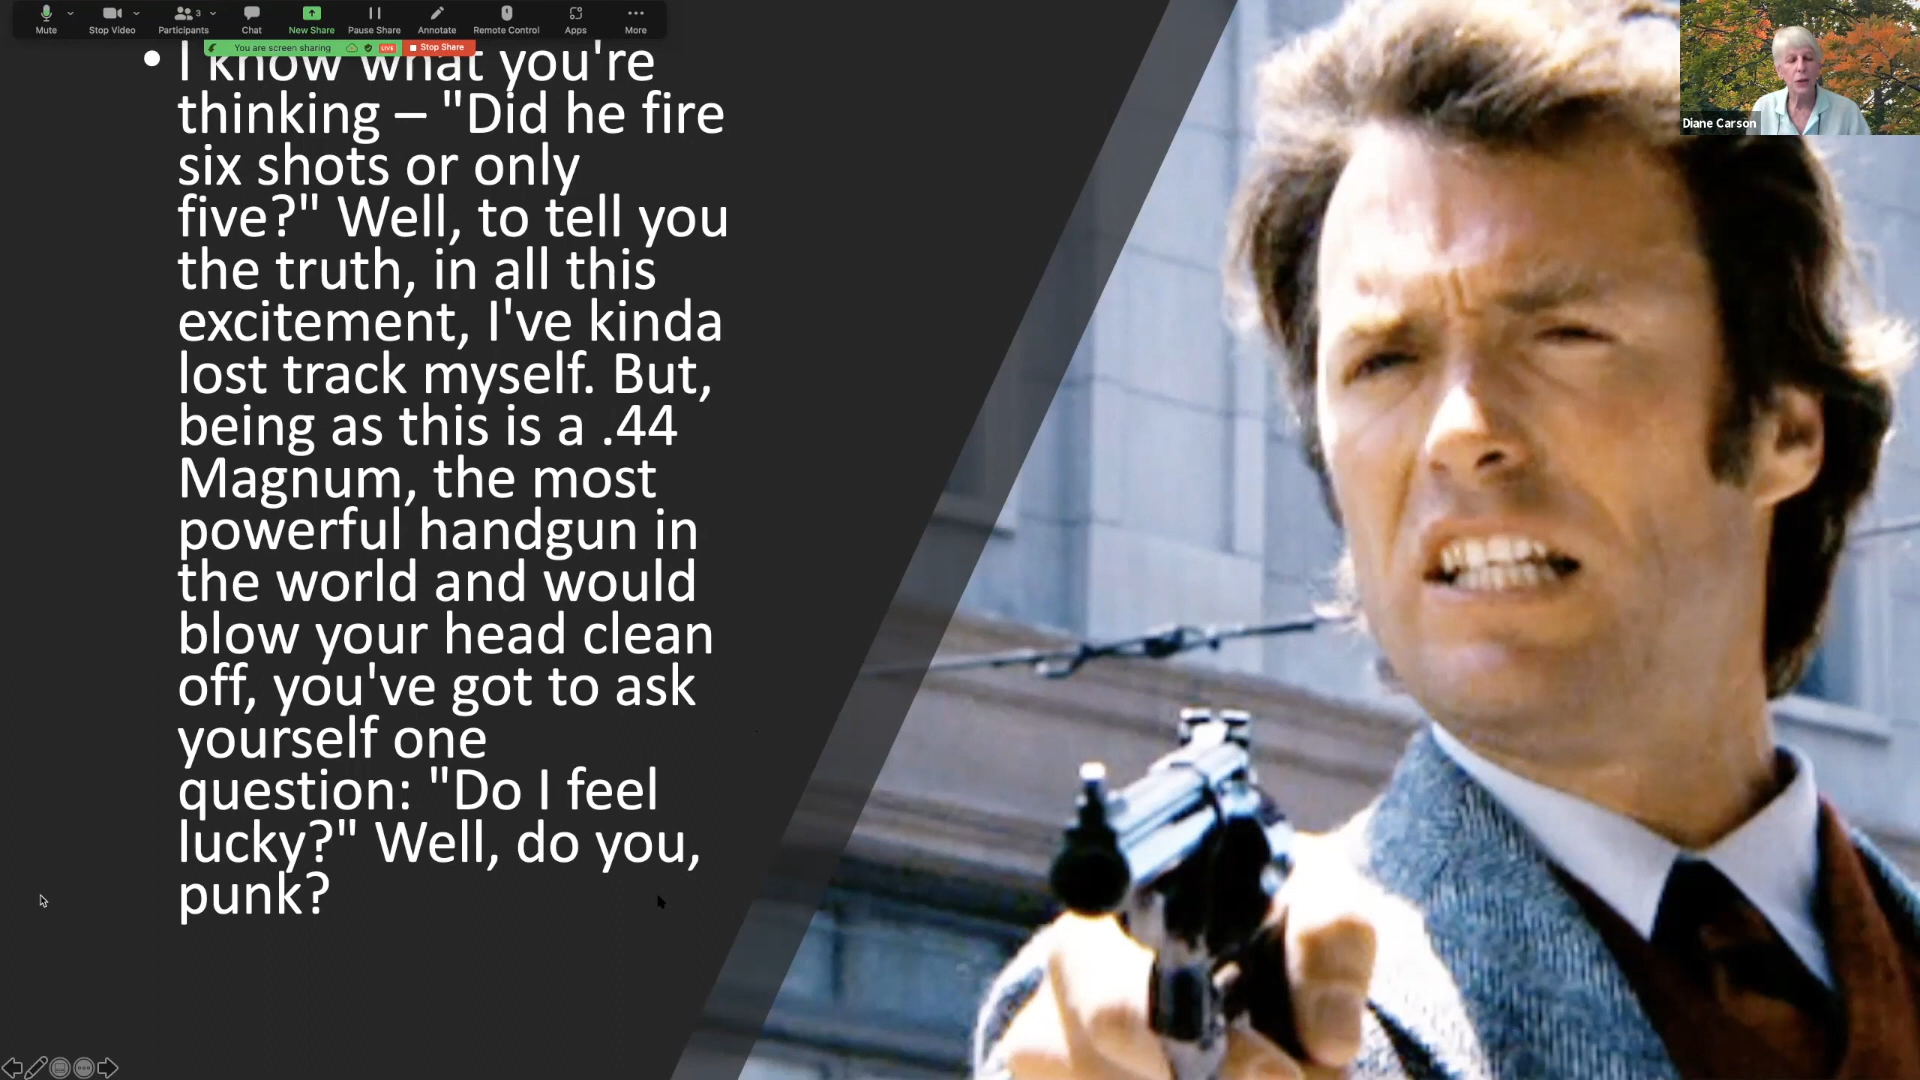 Mute
Stop Video
Participants
3
Chat
New Share
Pause Share
Annotate
Remote Control
Apps
More
You are screen sharing
LIVE
Stop Share
Diane Carson
• I know what you're
thinking – "Did he fire
six shots or only
five?" Well, to tell you
the truth, in all this
excitement, I've kinda
lost track myself. But,
being as this is a .44
Magnum, the most
powerful handgun in
the world and would
blow your head clean
off, you've got to ask
yourself one
question: "Do I feel
lucky?" Well, do you,
punk?